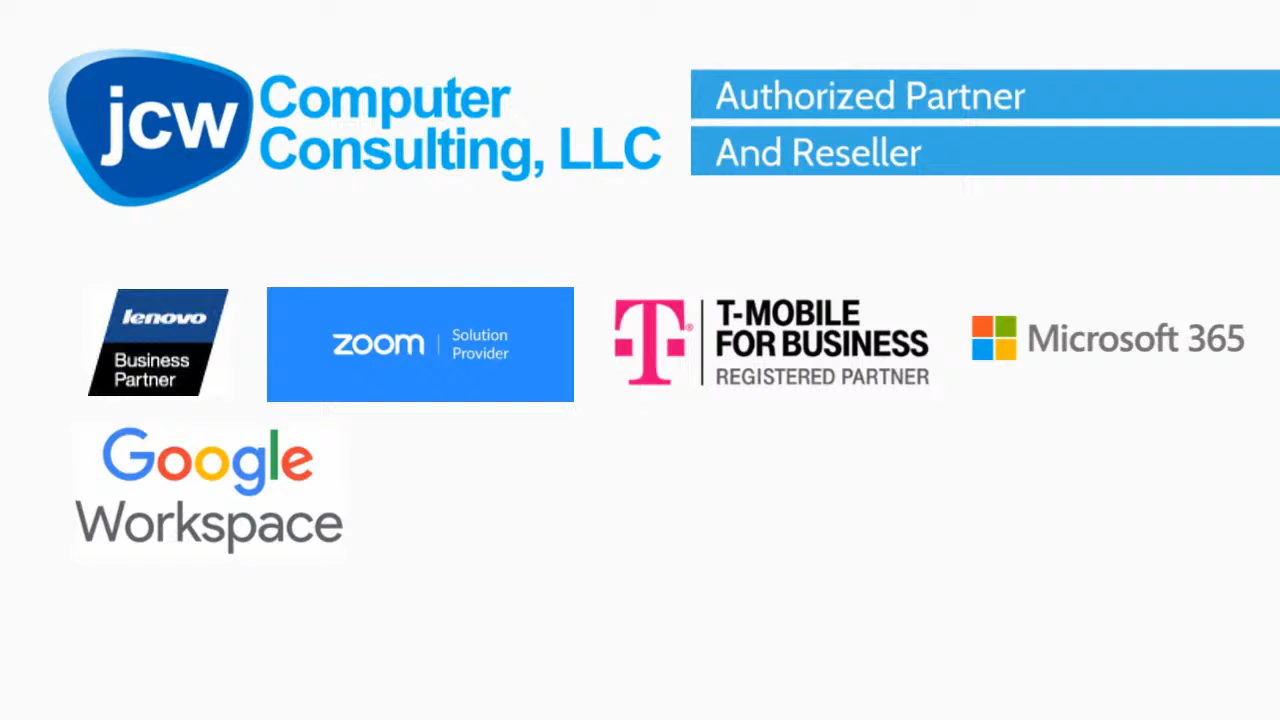 jcw
Computer
Consulting, LLC
Authorized Partner
And Reseller
lenovo
Business
Partner
zoom
Solution
Provider
T
®
T-MOBILE
FOR BUSINESS
REGISTERED PARTNER
Microsoft 365
Google
Workspace